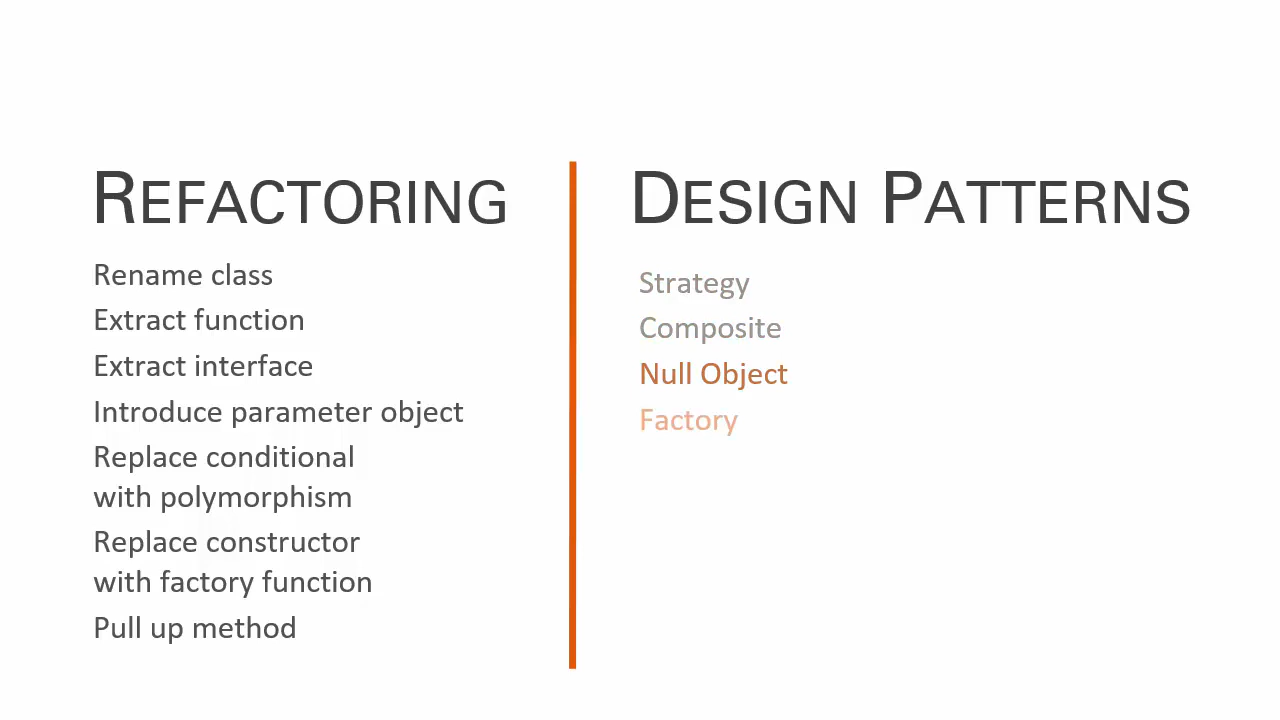 REFACTORING
Rename class
Extract function
Extract interface
Introduce parameter object
Replace conditional
with polymorphism
Replace constructor
with factory function
Pull up method
DESIGN PATTERNS
Strategy
Composite
Null Object
Factory